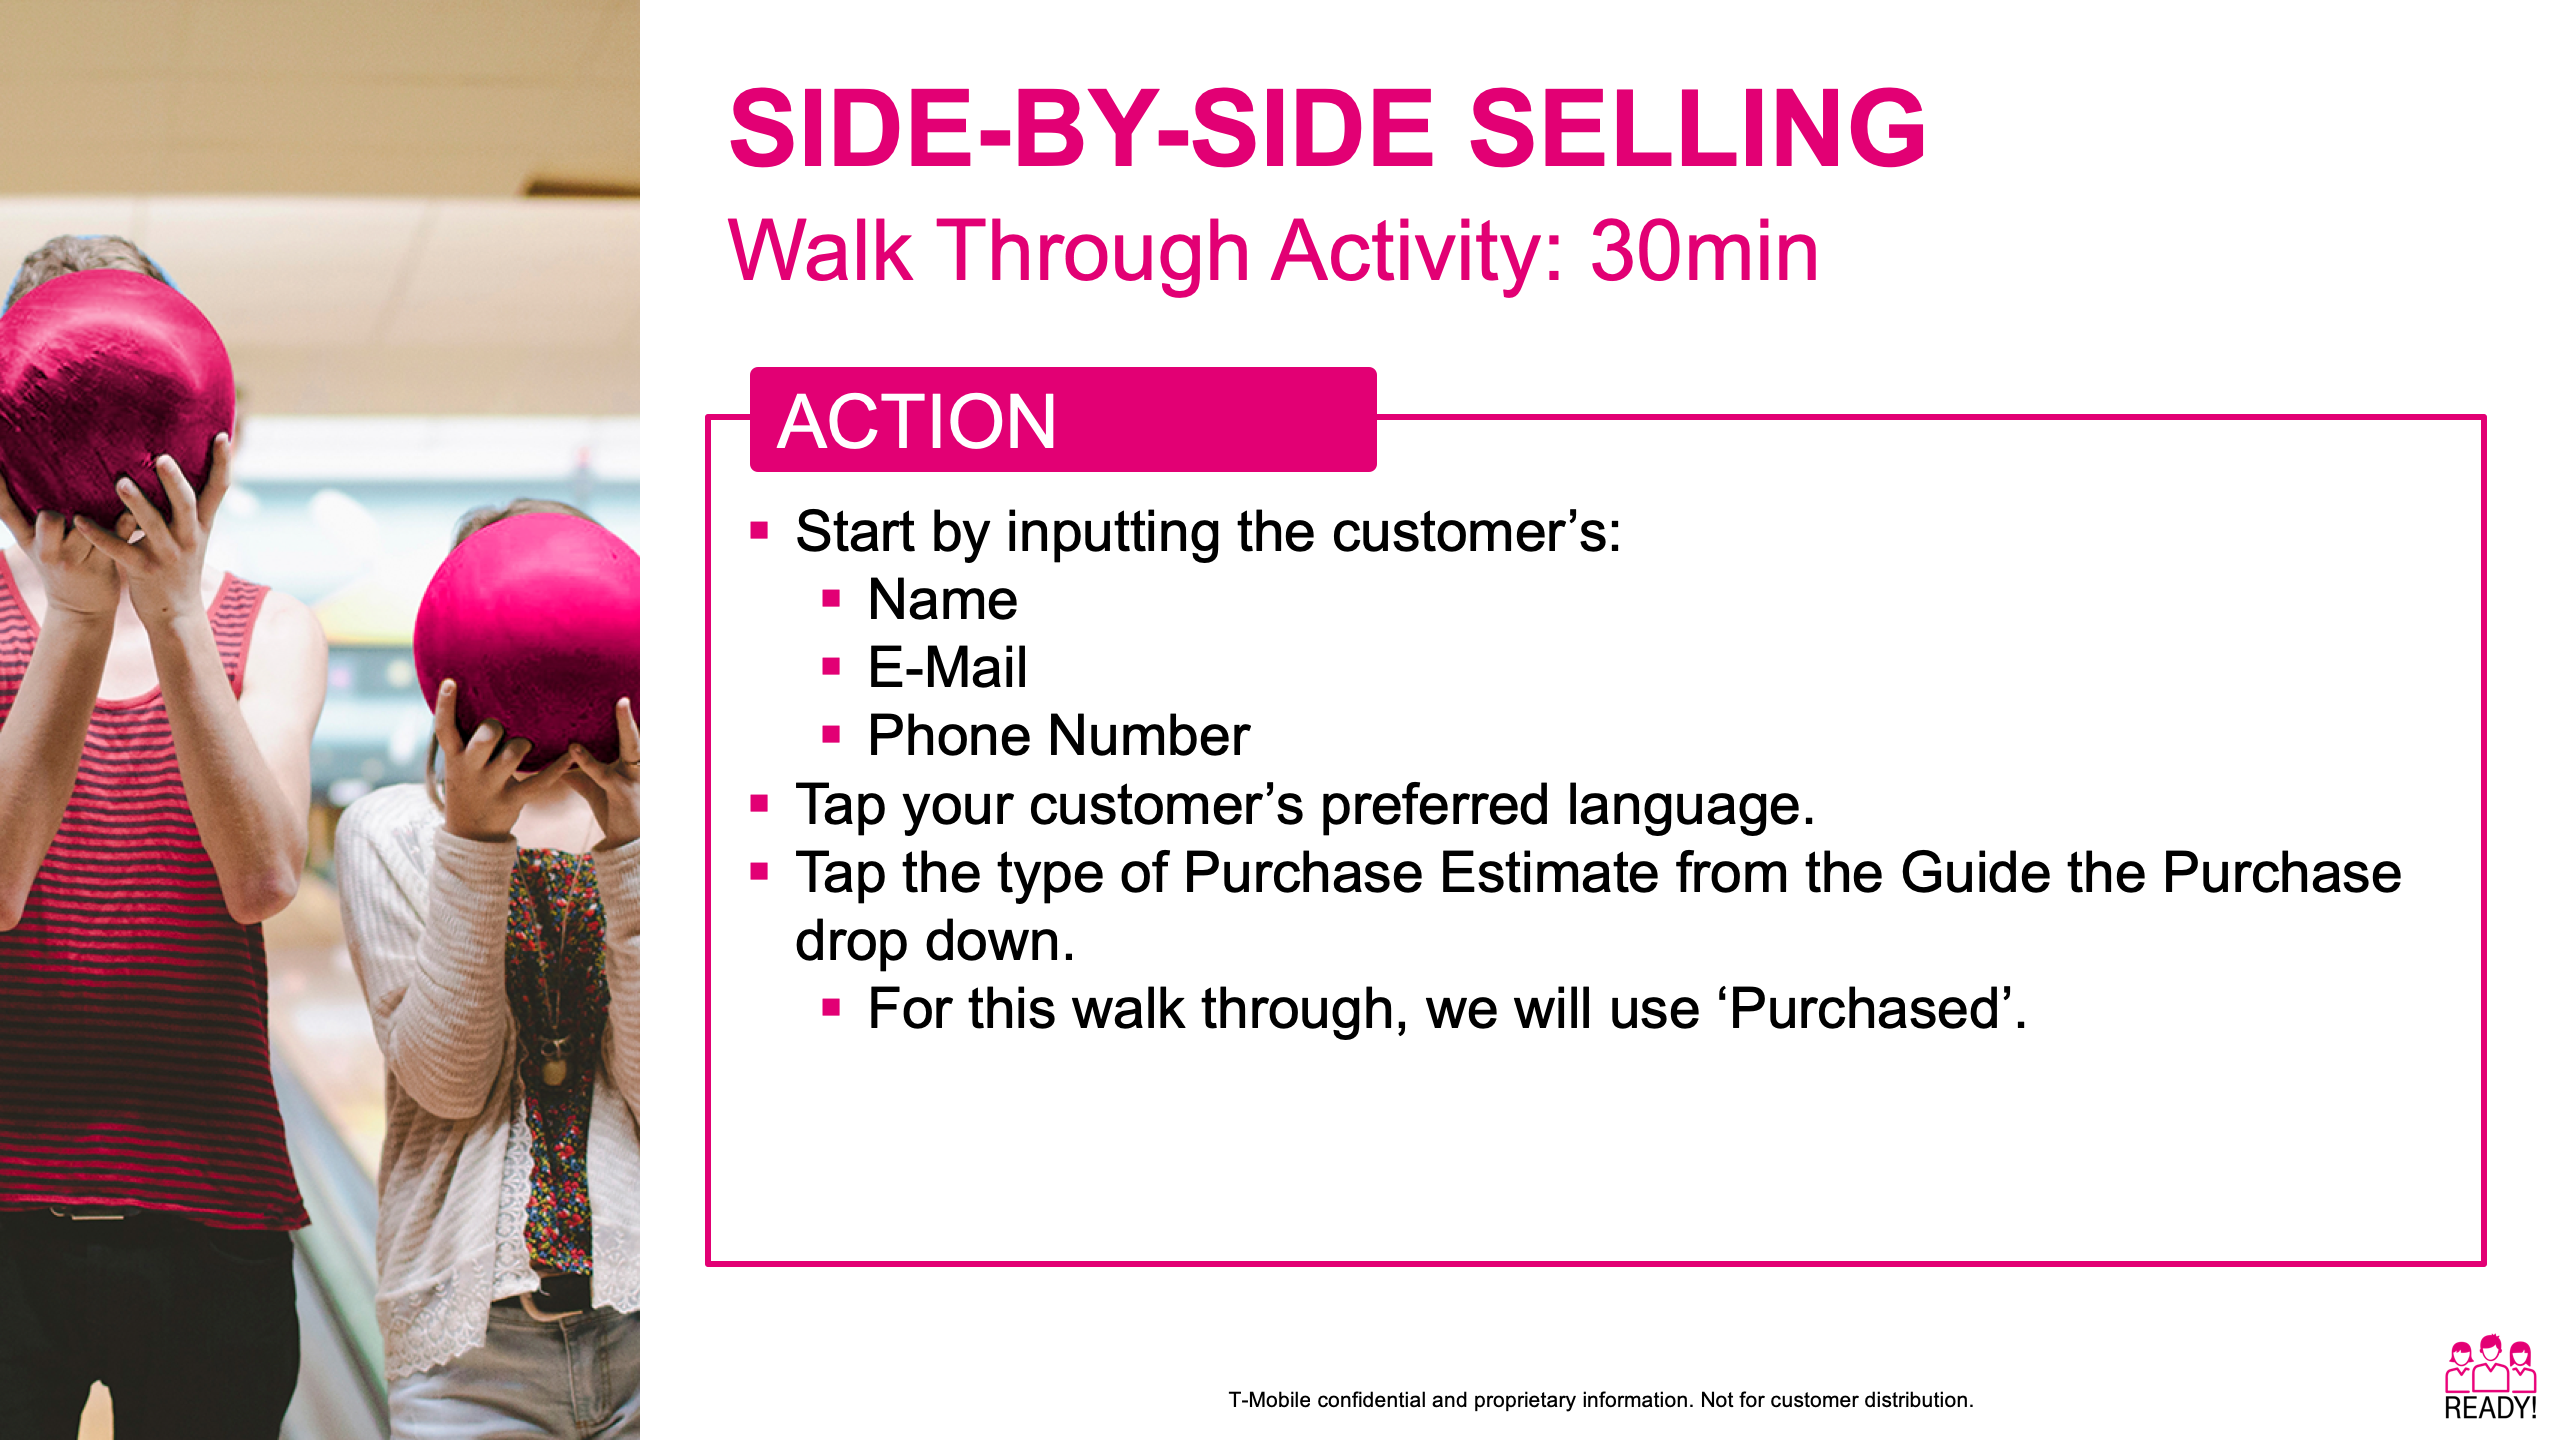 SIDE-BY-SIDE SELLING
Walk Through Activity: 30min
ACTION
Start by inputting the customer’s:
Name
E-Mail
Phone Number
Tap your customer’s preferred language.
Tap the type of Purchase Estimate from the Guide the Purchase
drop down.
For this walk through, we will use ‘Purchased’.
T-Mobile confidential and proprietary information. Not for customer distribution.
READY!